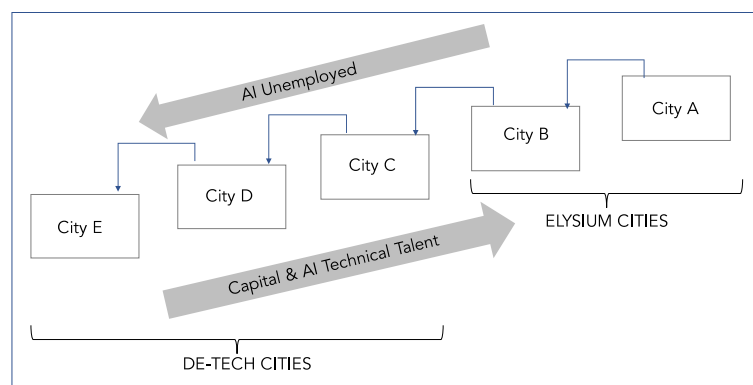 AI Unemployed
City A
City B
City C
City D
City E
ELYSIUM CITIES
Capital & AI Technical Talent
DE-TECH CITIES